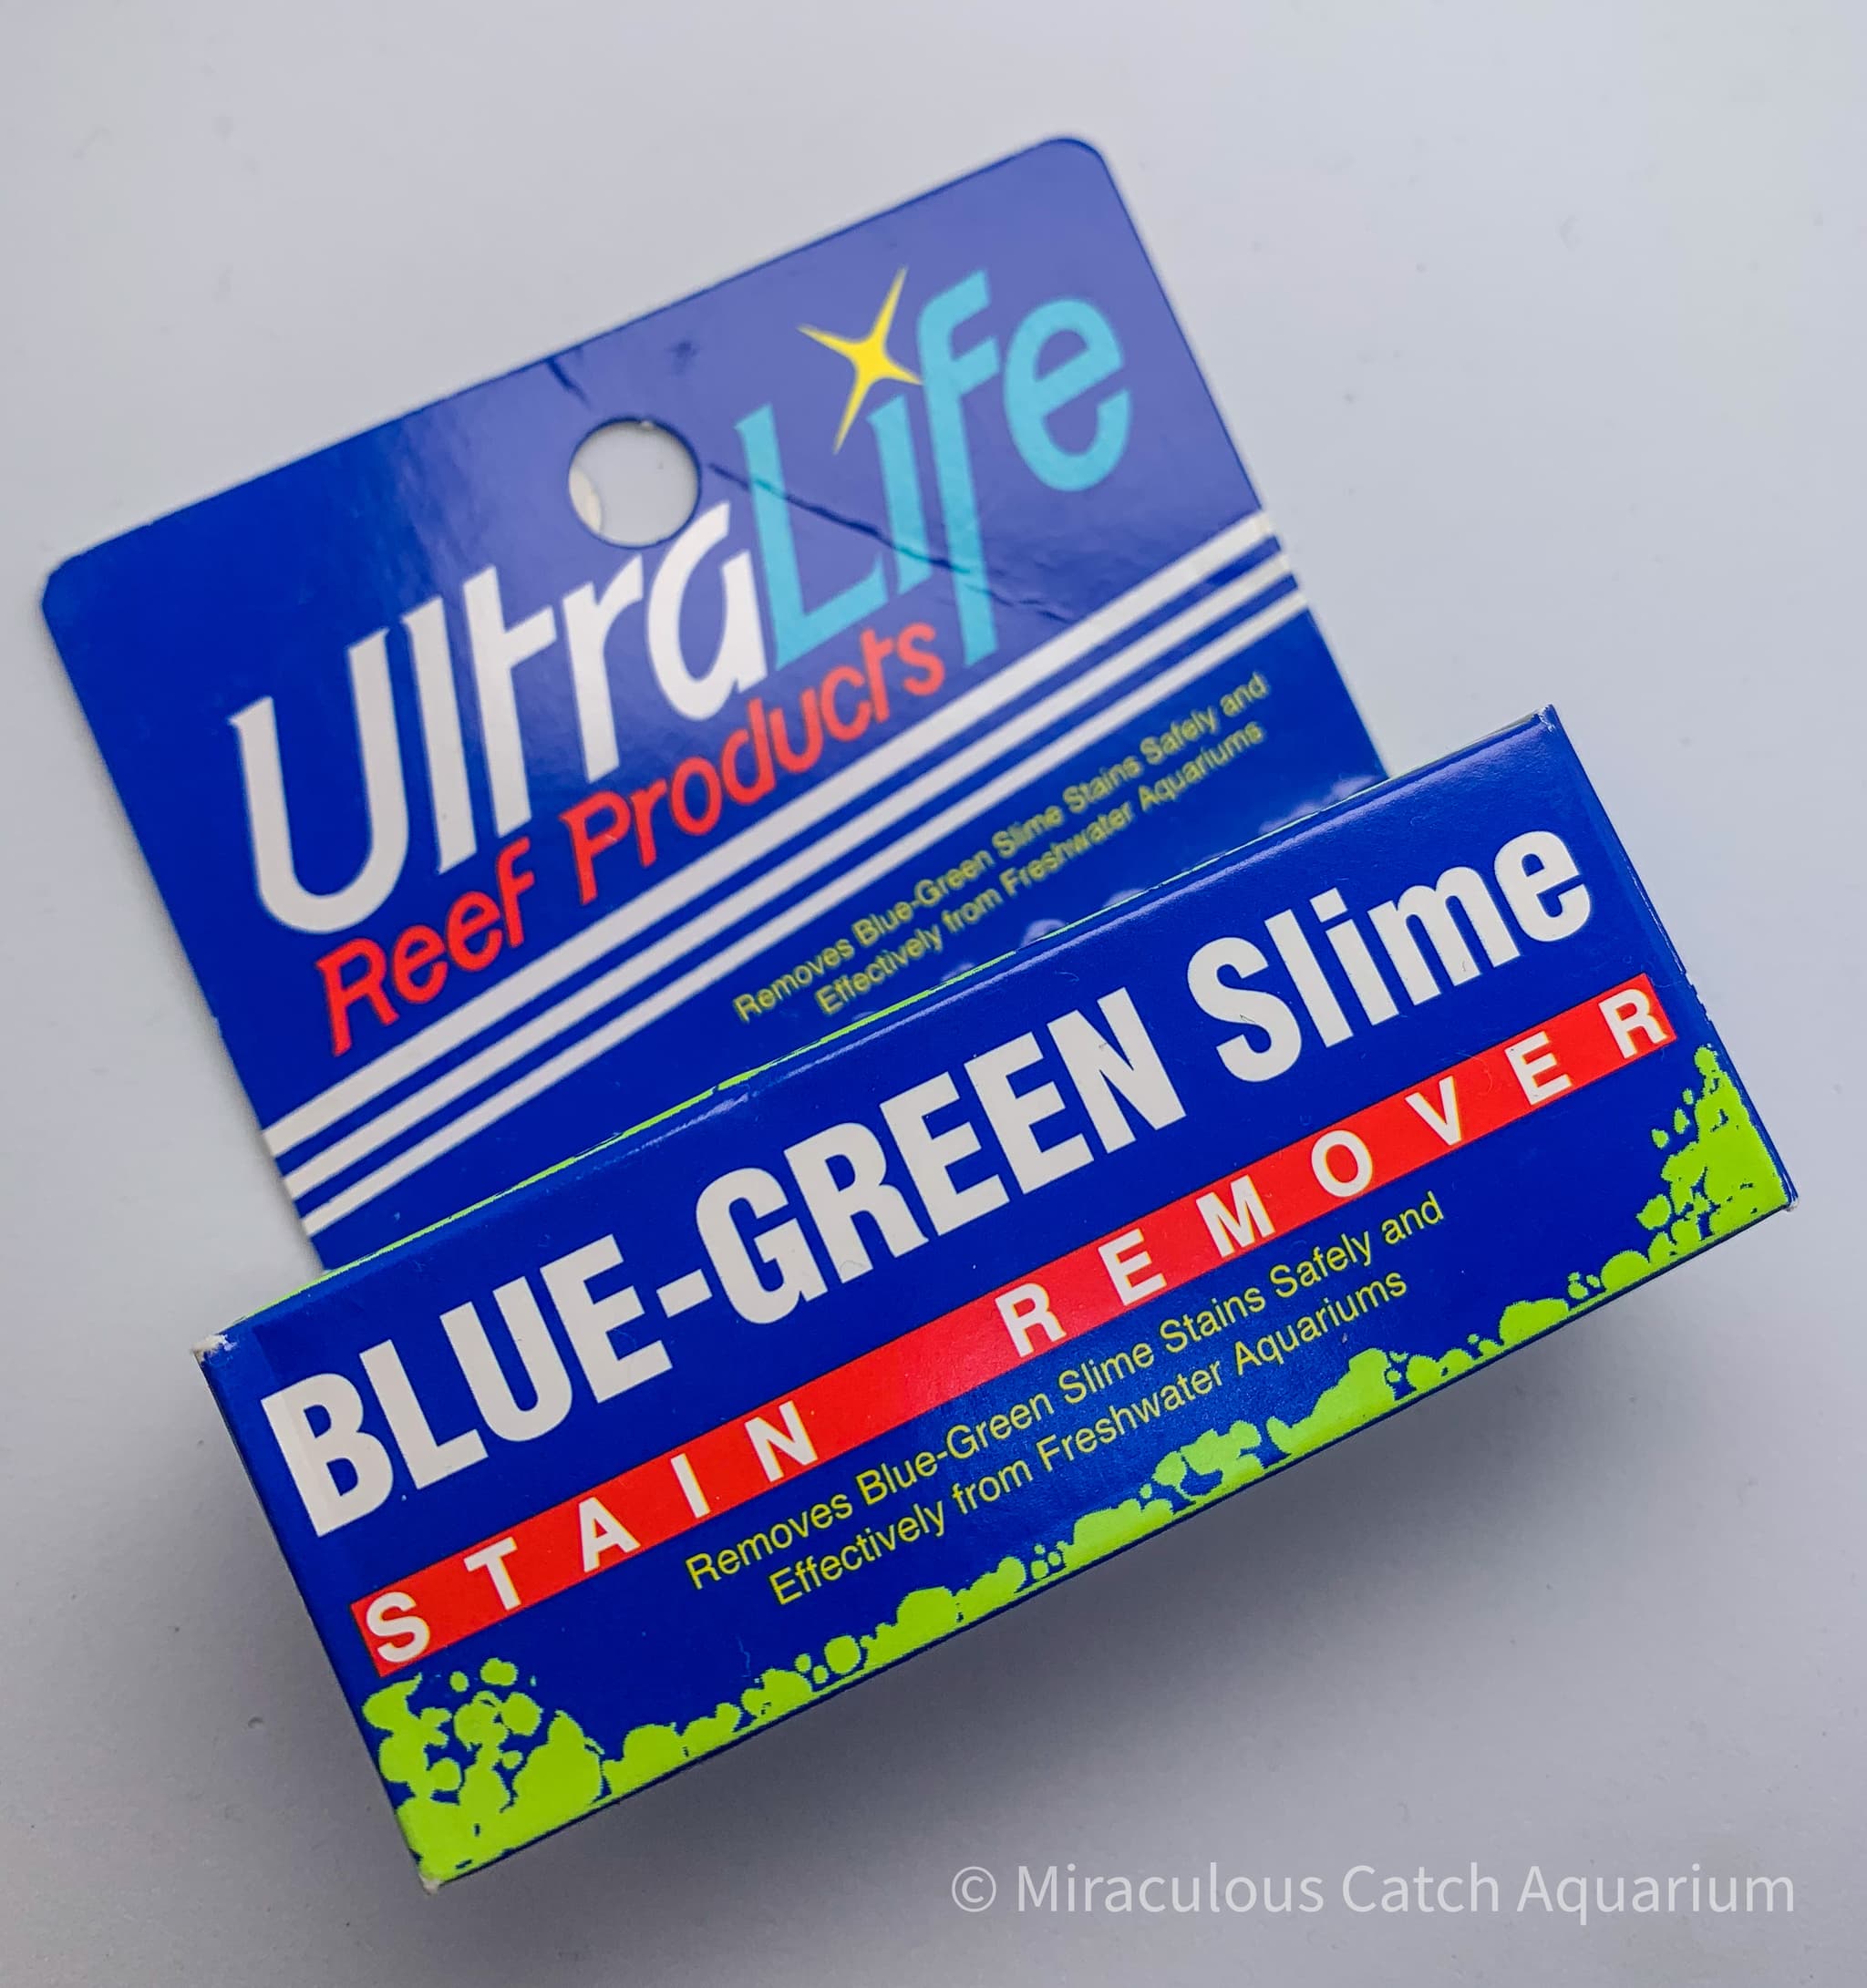 UltraLife
Reef Products
Removes Blue-Green Slime Stains Safely and
Effectively from Freshwater Aquariums
BLUE-GREEN Slime
STAIN REMOVER
Removes Blue-Green Slime Stains Safely and
Effectively from Freshwater Aquariums
© Miraculous Catch Aquarium